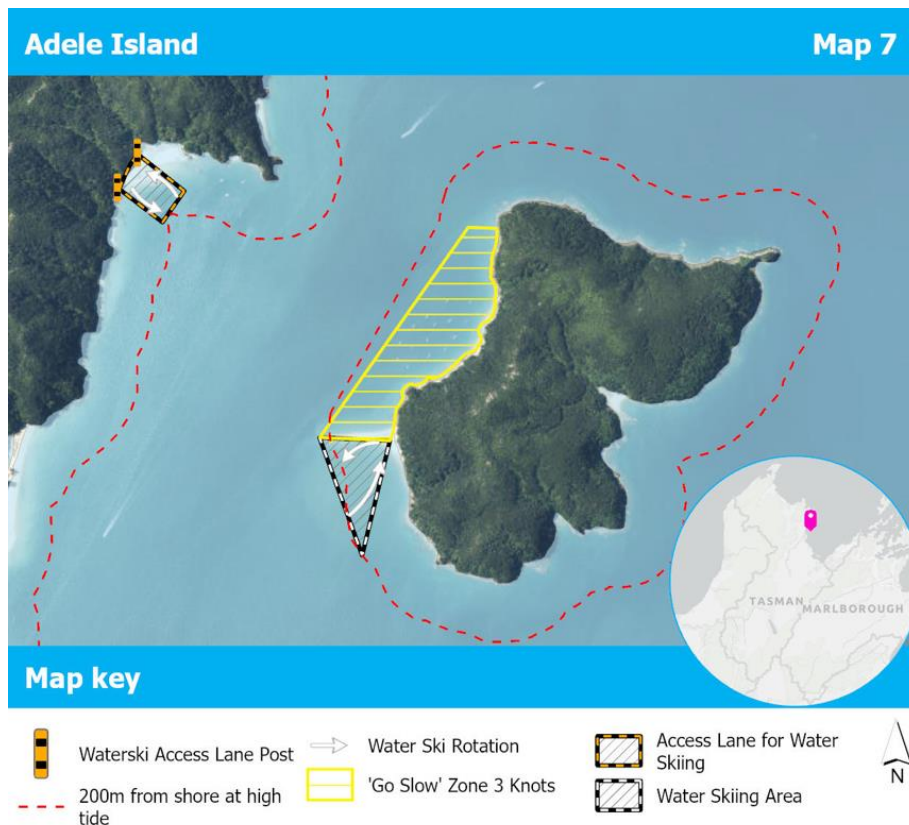 Adele Island
Map 7
TASMAN
MARLBOROUGH
Map key
Waterski Access Lane Post
200m from shore at high
tide
Water Ski Rotation
'Go Slow' Zone 3 Knots
Access Lane for Water
Skiing
Water Skiing Area
N